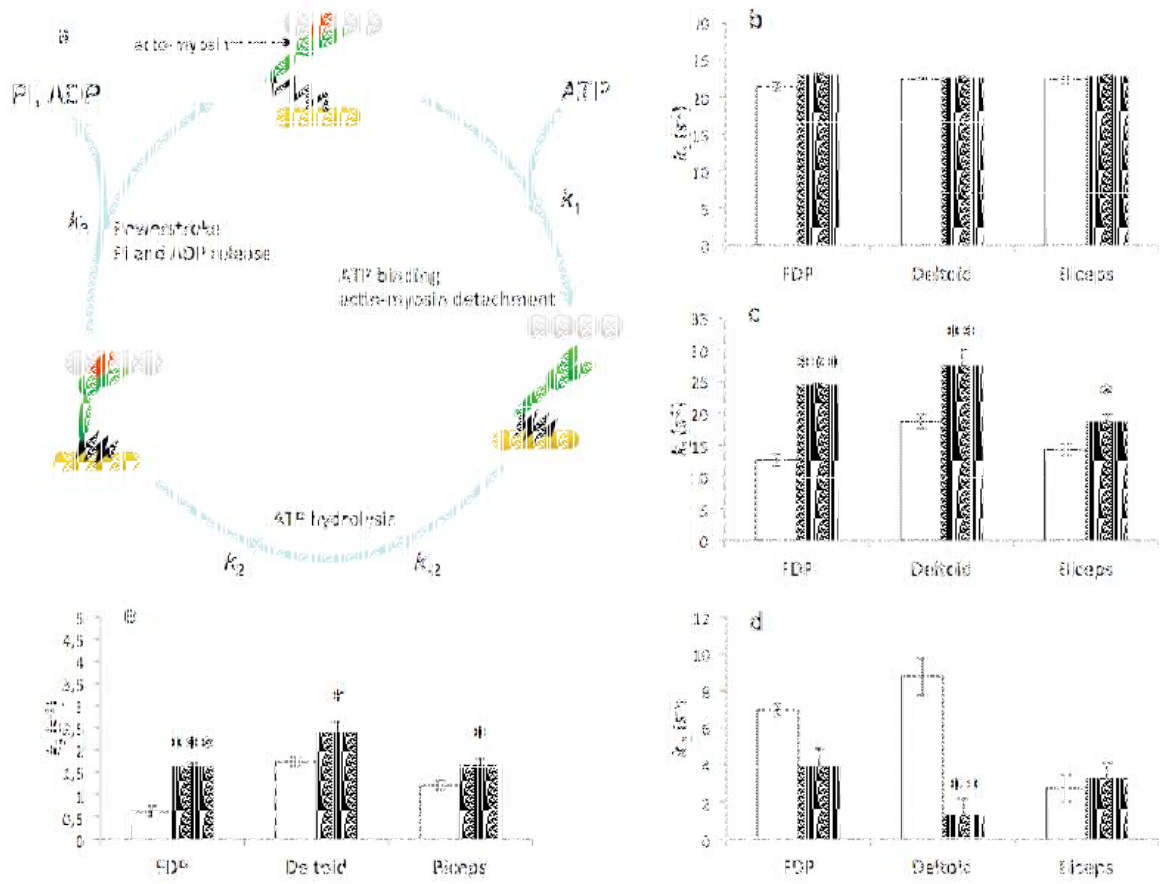 a
acto-myosin
Pi, ADP
ATP
k₁
Powerstroke
Pi and ADP release
ATP binding
acto-myosin detachment
ATP hydrolysis
k₂
k₋₂
b
25
20
15
10
5
0
FDP
Deltoid
Biceps
c
35
30
25
20
15
10
5
0
***
**
*
FDP
Deltoid
Biceps
e
5
4,5
4
3,5
3
2,5
2
1,5
1
0,5
0
***
*
*
FDP
Deltoid
Biceps
d
12
10
8
6
4
2
0
**
FDP
Deltoid
Biceps